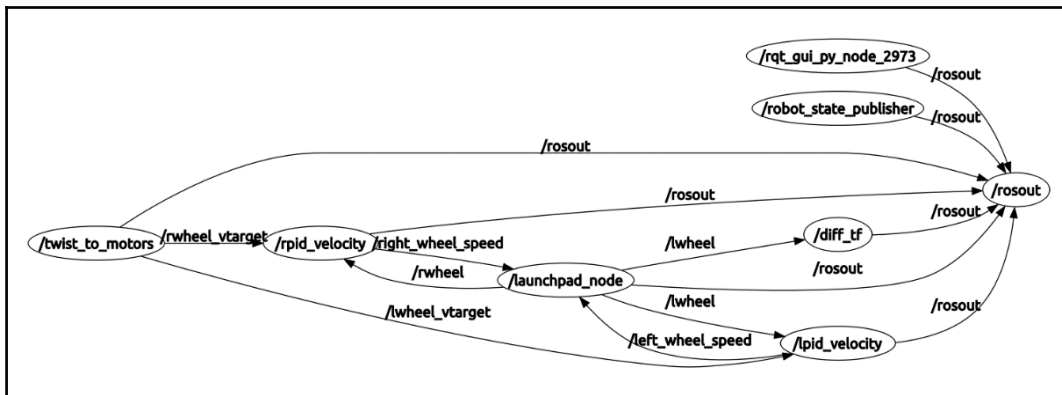 /rqt_gui_py_node_2973
/rosout
/robot_state_publisher
/rosout
/rosout
/rosout
/rosout
/rosout
/twist_to_motors
/rwheel_vtarget
/rpid_velocity
/right_wheel_speed
/lwheel
/diff_tf
/rwheel
/launchpad_node
/rosout
/lwheel
/rosout
/lwheel_vtarget
/left_wheel_speed
/lpid_velocity